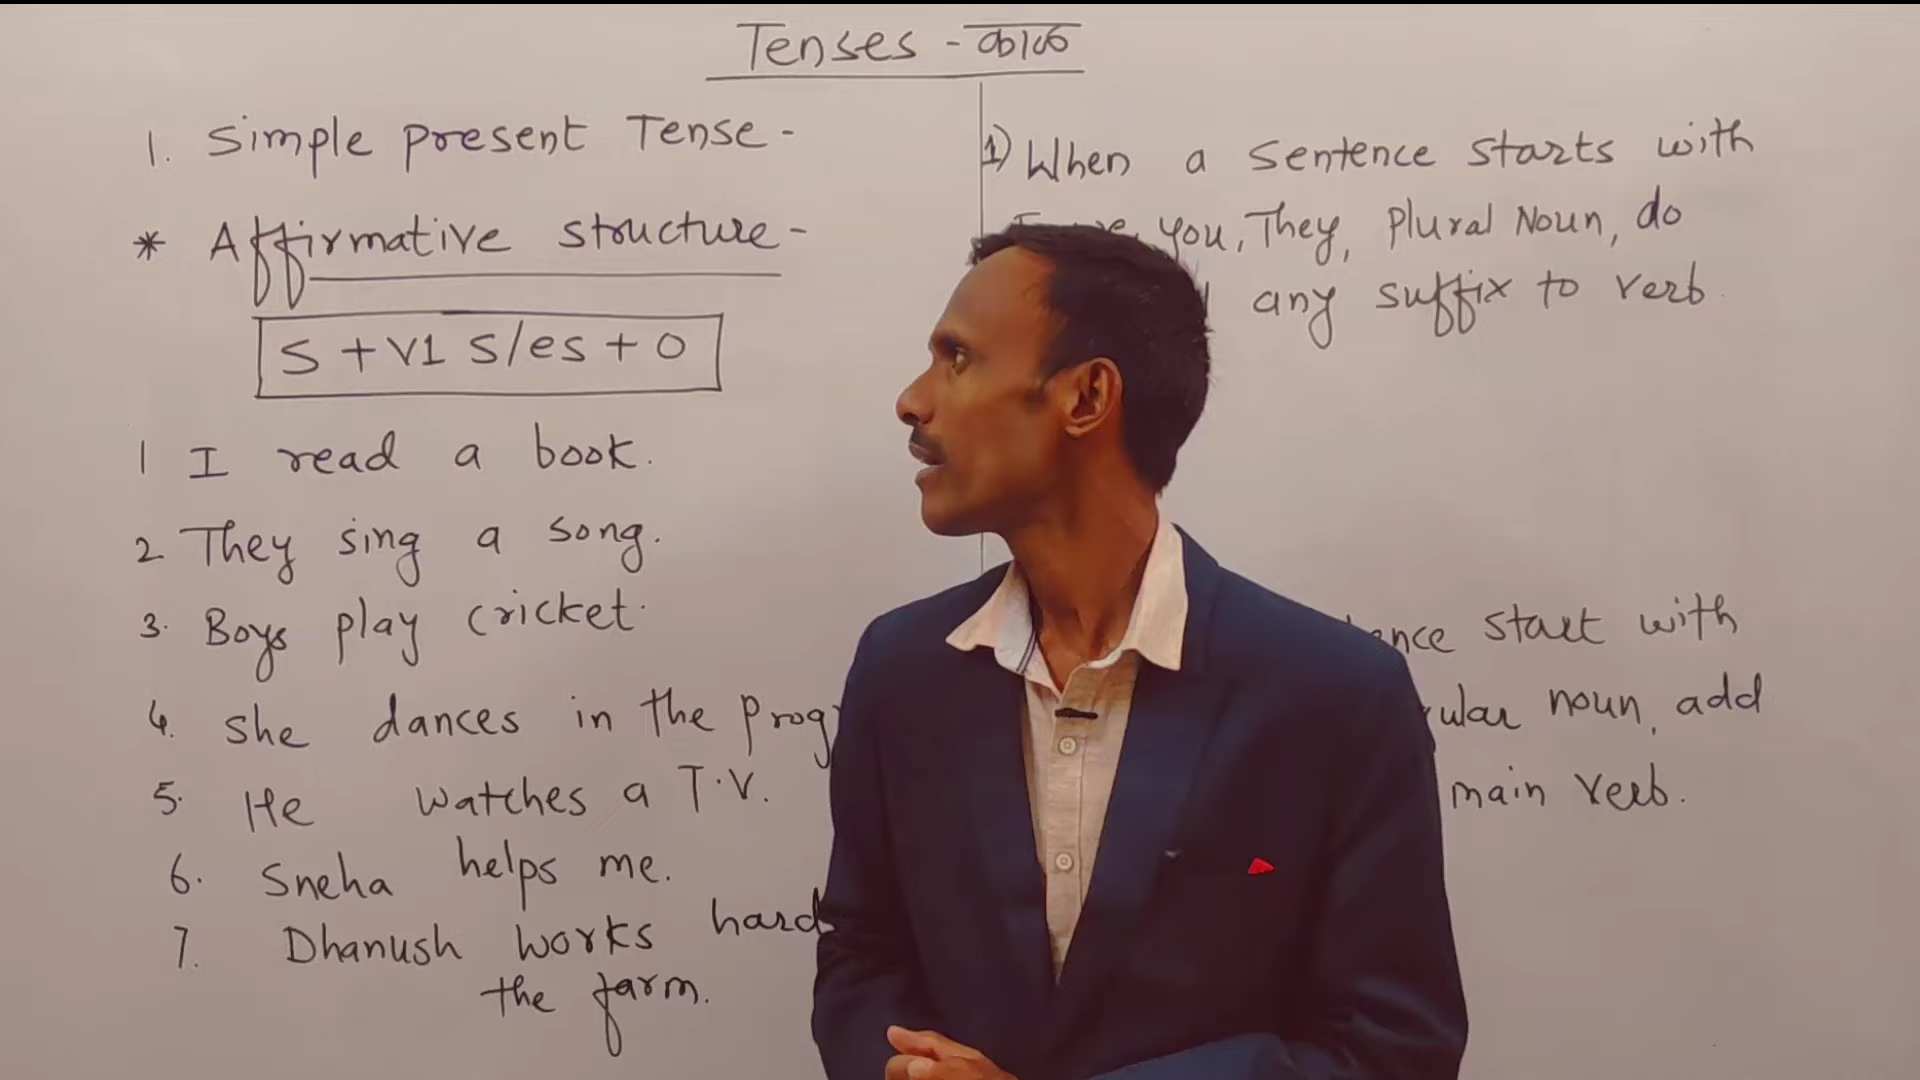 Tenses - काळ
1. Simple present Tense -
* Affirmative structure -
S + V1 s/es + O
1 I read a book.
2 They sing a song.
3. Boys play cricket.
4. She dances in the
5. He watches a T.V.
6. Sneha helps me.
7. Dhanush works hard
the farm.
1) When a sentence starts with
you, They, Plural Noun, do
any suffix to verb.
start with
noun, add
main verb.